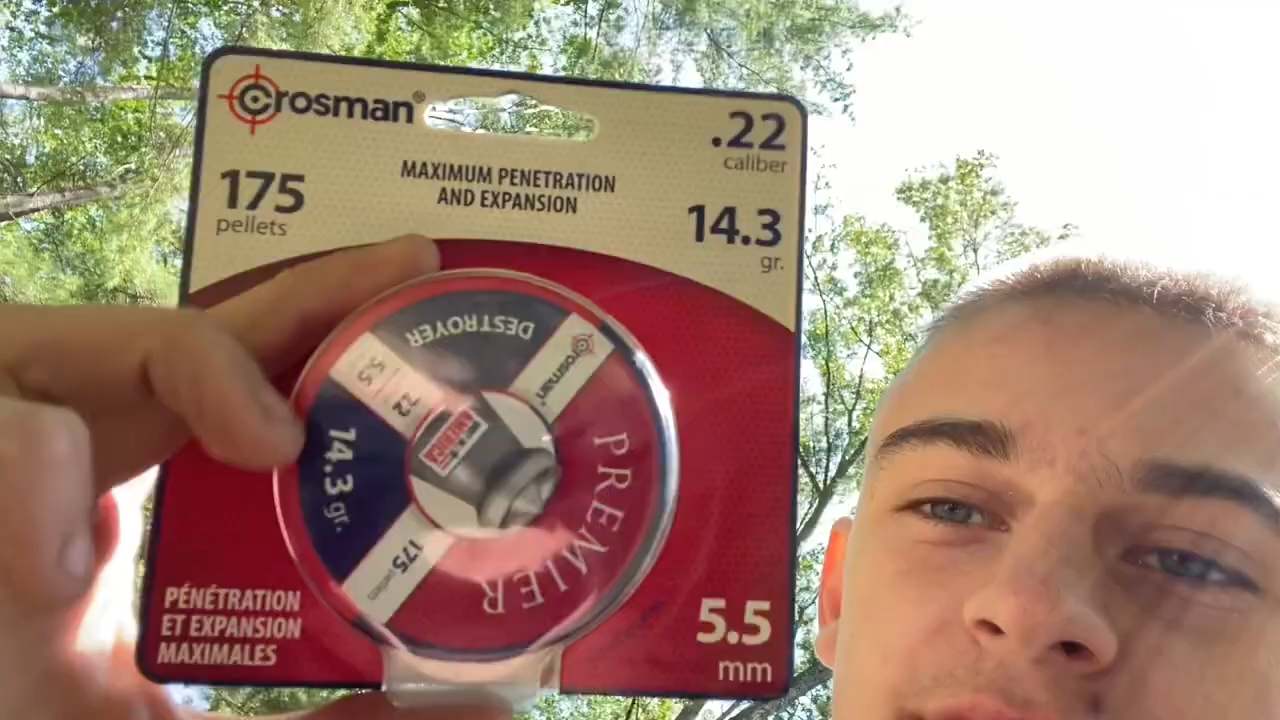 Crosman®
.22
caliber
175
pellets
MAXIMUM PENETRATION
AND EXPANSION
14.3
gr.
DESTROYER
Crosman®
5.5
22
14.3 gr.
PREMIER
175 pellets
PÉNÉTRATION
ET EXPANSION
MAXIMALES
5.5
mm